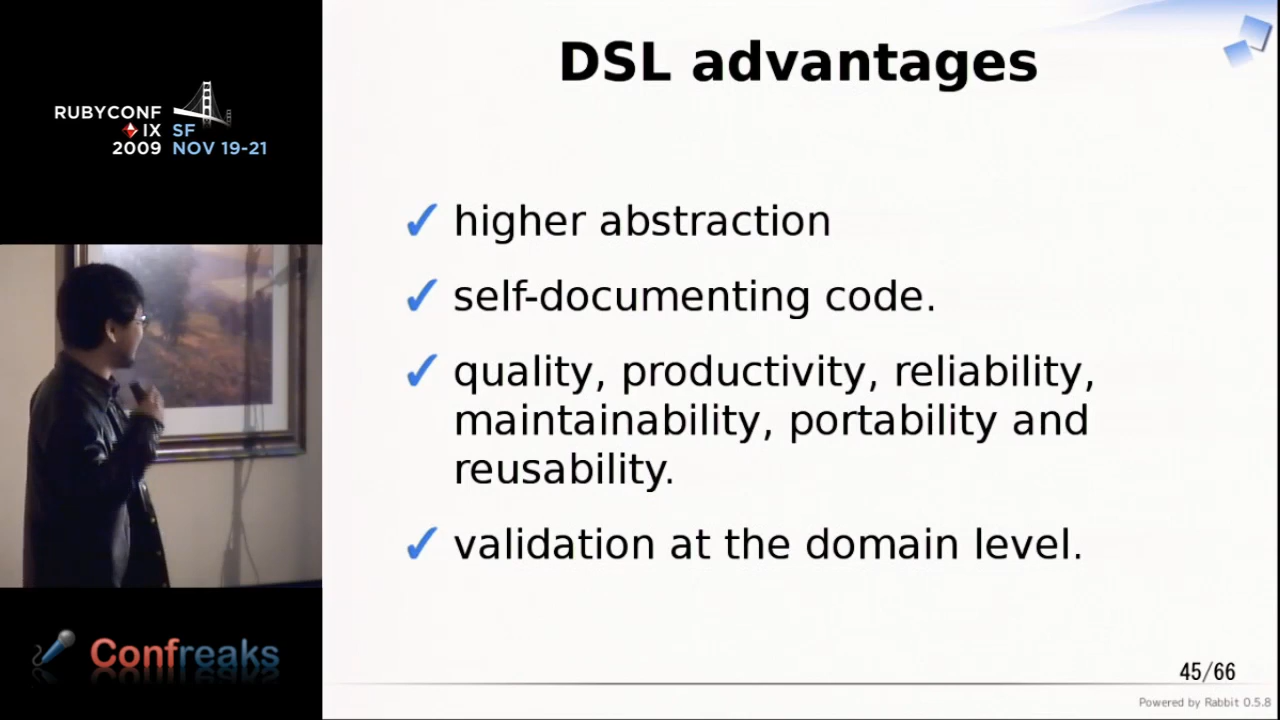 RUBYCONF
IX SF
2009 NOV 19-21
DSL advantages
✓ higher abstraction
✓ self-documenting code.
✓ quality, productivity, reliability,
maintainability, portability and
reusability.
✓ validation at the domain level.
Confreaks
45/66
Powered by Rabbit 0.5.8